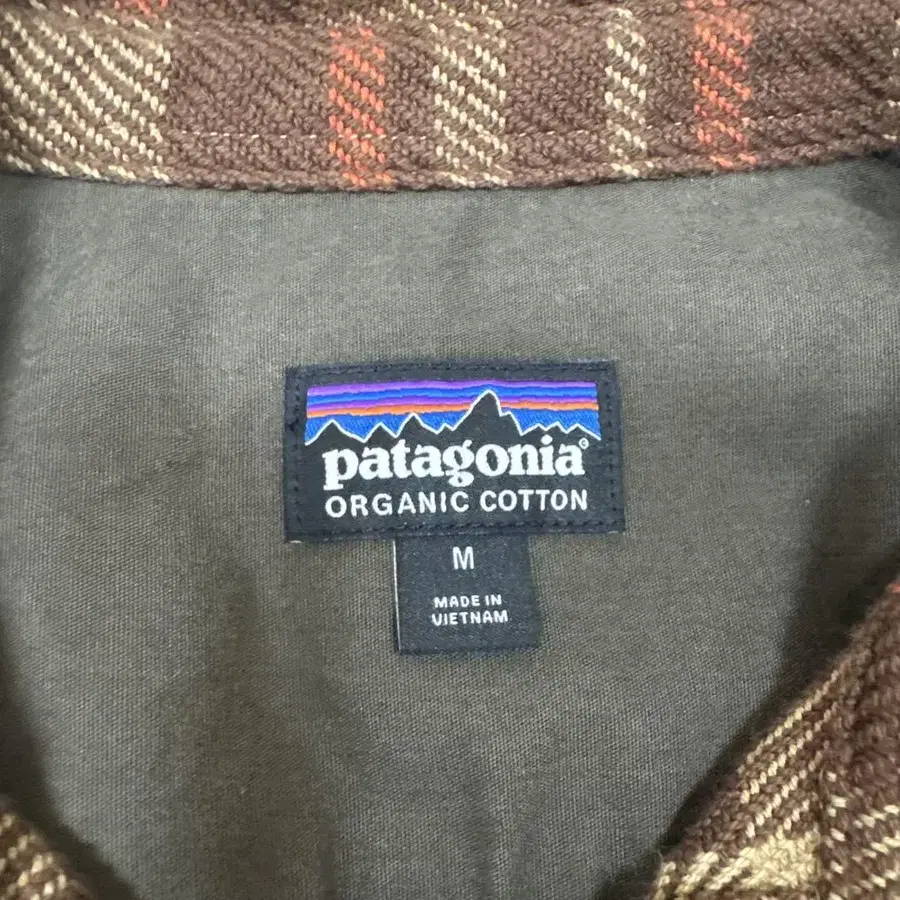 patagonia®
ORGANIC COTTON
M
MADE IN
VIETNAM